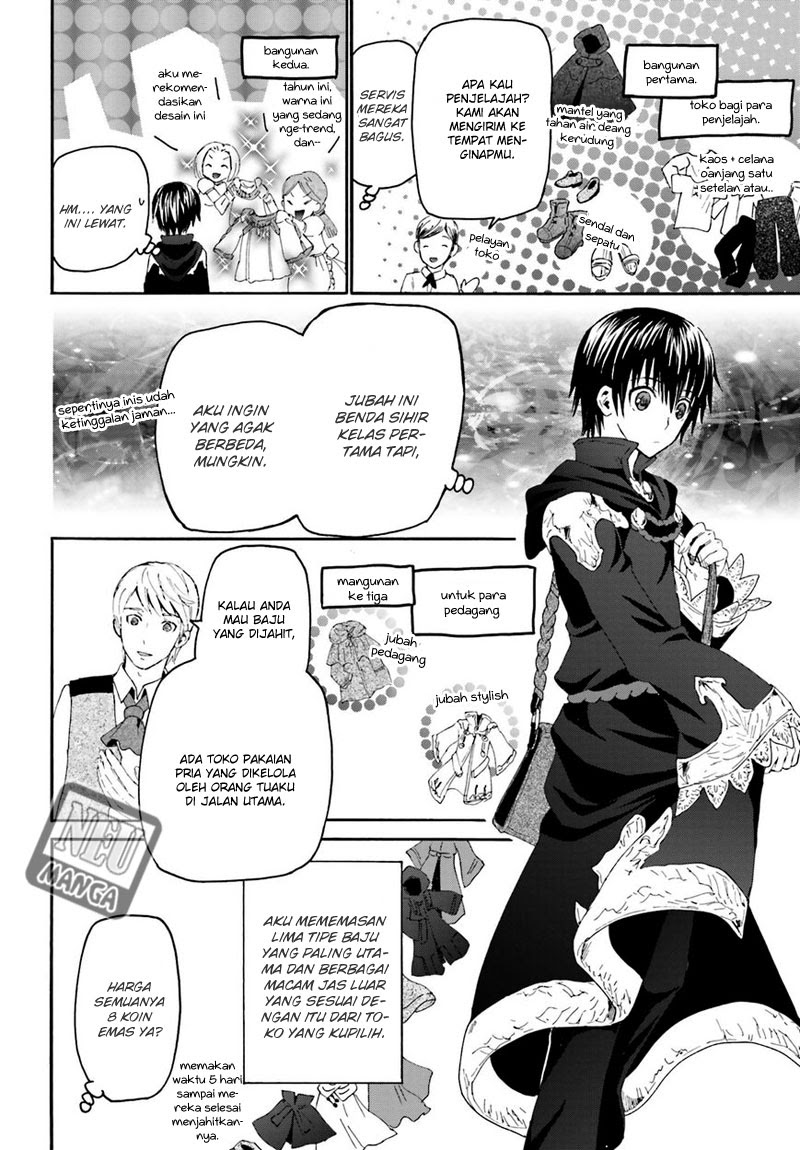 bangunan
pertama.
toko bagi para
penjelajah.
kaos + celana
oanjang satu
setelan atau..
mantel yang
tahan air. deang
kerudung
sendal dan
sepatu
APA KAU
PENJELAJAH?
KAMI AKAN
MENGIRIM KE
TEMPAT MEN-
GINAPMU.
pelayan
toko
SERVIS
MEREKA
SANGAT
BAGUS.
bangunan
kedua.
tahun ini,
warna ini
yang sedang
nge-trend,
dan--
aku me-
rekomen-
dasikan
desain ini
HM.... YANG
INI LEWAT.
JUBAH INI
BENDA SIHIR
KELAS PER-
TAMA TAPI,
AKU INGIN
YANG AGAK
BERBEDA,
MUNGKIN.
sepertinya inis udah
ketinggalan jaman...
untuk para
pedagang
mangunan
ke tiga
jubah
pedagang
jubah stylish
KALAU ANDA
MAU BAJU
YANG DIJAHIT,
ADA TOKO PAKAIAN
PRIA YANG DIKELOLA
OLEH ORANG TUAKU
DI JALAN UTAMA.
AKU MEMEMASAN
LIMA TIPE BAJU
YANG PALING UTA-
MA DAN BERBAGAI
MACAM JAS LUAR
YANG SESUAI DE-
NGAN ITU DARI TO-
KO YANG KUPILIH.
HARGA
SEMUANYA
8 KOIN
EMAS YA?
memakan
waktu 5 hari
sampai me-
reka selesai
menjahitkan-
nya.
NEU
MANGA